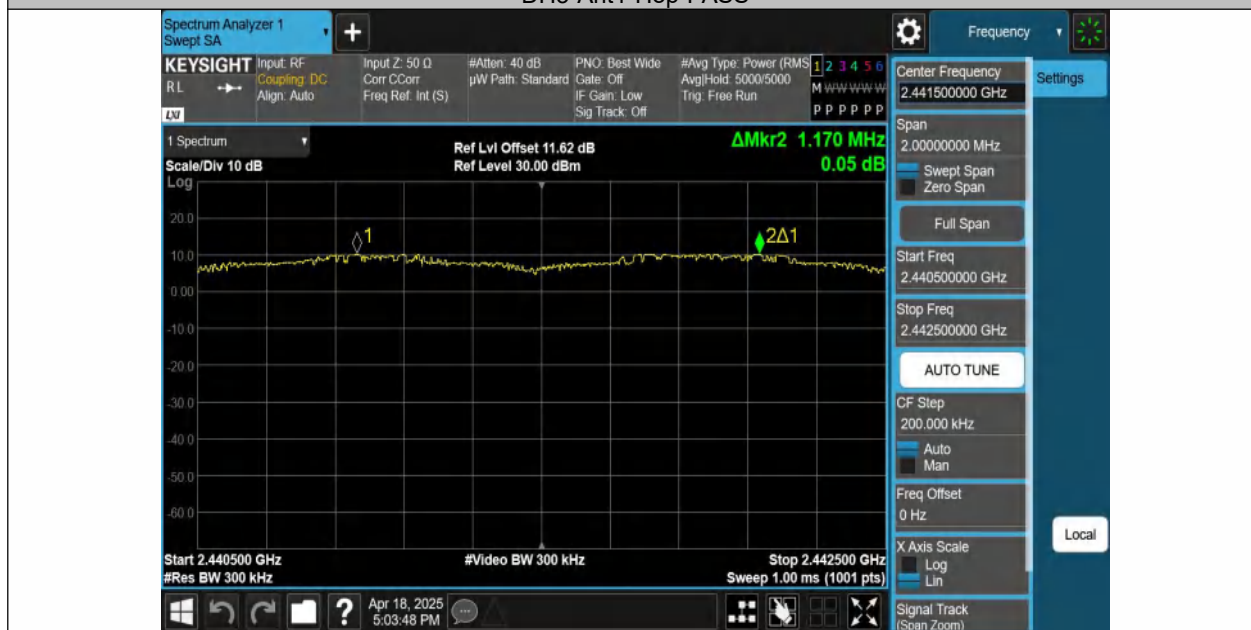 Spectrum Analyzer 1
Swept SA
+
Frequency
KEYSIGHT
RL
LXI
Input: RF
Coupling: DC
Align: Auto
Input Z: 50 Ω
Corr CCorr
Freq Ref: Int (S)
#Atten: 40 dB
µW Path: Standard
PNO: Best Wide
Gate: Off
IF Gain: Low
Sig Track: Off
#Avg Type: Power (RMS
Avg|Hold: 5000/5000
Trig: Free Run
1 2 3 4 5 6
M W W W W W
P P P P P P
1 Spectrum
Scale/Div 10 dB
Ref Lvl Offset 11.62 dB
Ref Level 30.00 dBm
ΔMkr2 1.170 MHz
0.05 dB
Log
20.0
10.0
0.00
-10.0
-20.0
-30.0
-40.0
-50.0
-60.0
1
2Δ1
Start 2.440500 GHz
#Res BW 300 kHz
#Video BW 300 kHz
Stop 2.442500 GHz
Sweep 1.00 ms (1001 pts)
Center Frequency
2.441500000 GHz
Settings
Span
2.00000000 MHz
Swept Span
Zero Span
Full Span
Start Freq
2.440500000 GHz
Stop Freq
2.442500000 GHz
AUTO TUNE
CF Step
200.000 kHz
Auto
Man
Freq Offset
0 Hz
X Axis Scale
Log
Lin
Local
Signal Track
(Span Zoom)
?
Apr 18, 2025
5:03:48 PM